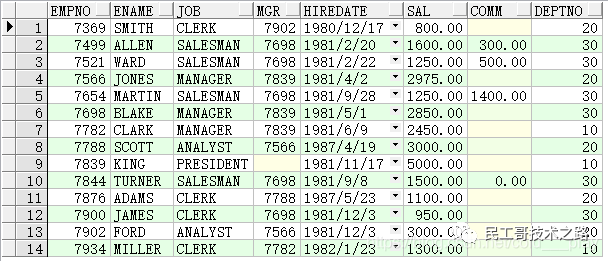 EMPNO ENAME JOB MGR HIREDATE SAL COMM DEPTNO
1 7369 SMITH CLERK 7902 1980/12/17 800.00 20
2 7499 ALLEN SALESMAN 7698 1981/2/20 1600.00 300.00 30
3 7521 WARD SALESMAN 7698 1981/2/22 1250.00 500.00 30
4 7566 JONES MANAGER 7839 1981/4/2 2975.00 20
5 7654 MARTIN SALESMAN 7698 1981/9/28 1250.00 1400.00 30
6 7698 BLAKE MANAGER 7839 1981/5/1 2850.00 30
7 7782 CLARK MANAGER 7839 1981/6/9 2450.00 10
8 7788 SCOTT ANALYST 7566 1987/4/19 3000.00 20
9 7839 KING PRESIDENT 1981/11/17 5000.00 10
10 7844 TURNER SALESMAN 7698 1981/9/8 1500.00 0.00 30
11 7876 ADAMS CLERK 7788 1987/5/23 1100.00 20
12 7900 JAMES CLERK 7698 1981/12/3 950.00 30
13 7902 FORD ANALYST 7566 1981/12/3 3000.00 20
14 7934 MILLER CLERK 7782 1982/1/23 1300.00 10
民工哥技术之路